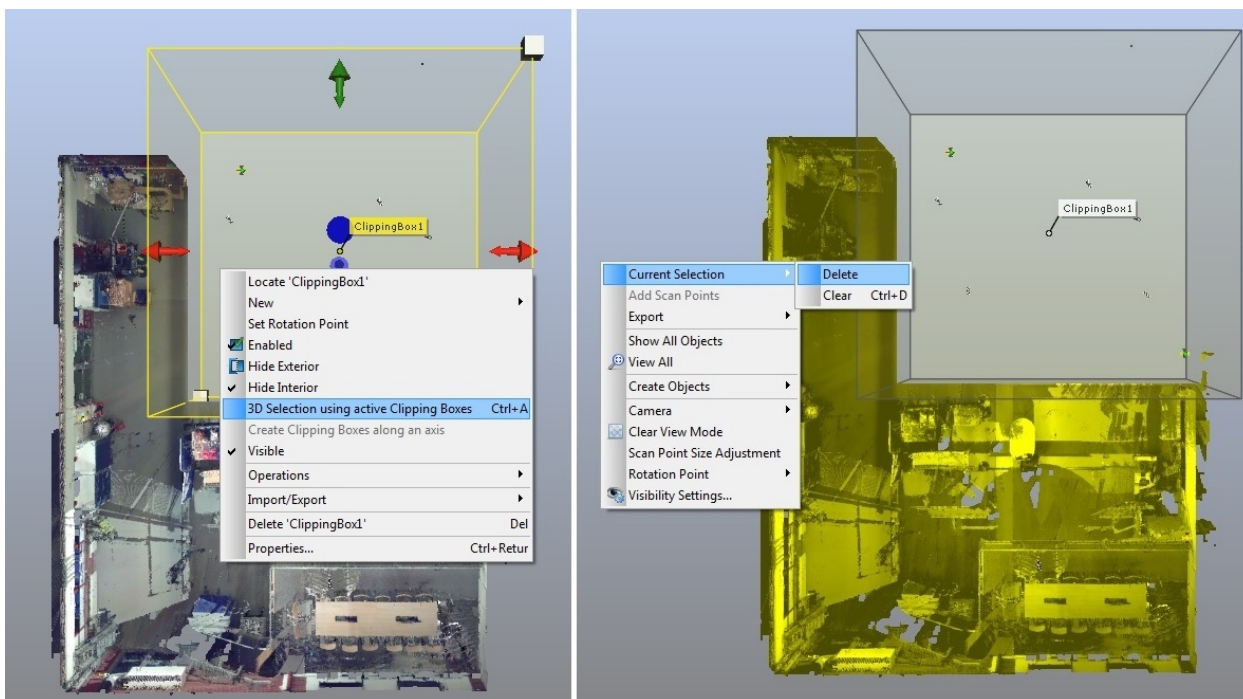 ClippingBox1
Locate 'ClippingBox1'
New
Set Rotation Point
Enabled
Hide Exterior
Hide Interior
3D Selection using active Clipping Boxes Ctrl+A
Create Clipping Boxes along an axis
Visible
Operations
Import/Export
Delete 'ClippingBox1' Del
Properties... Ctrl+Retur
ClippingBox1
Current Selection
Add Scan Points
Export
Show All Objects
View All
Create Objects
Camera
Clear View Mode
Scan Point Size Adjustment
Rotation Point
Visibility Settings...
Delete
Clear Ctrl+D